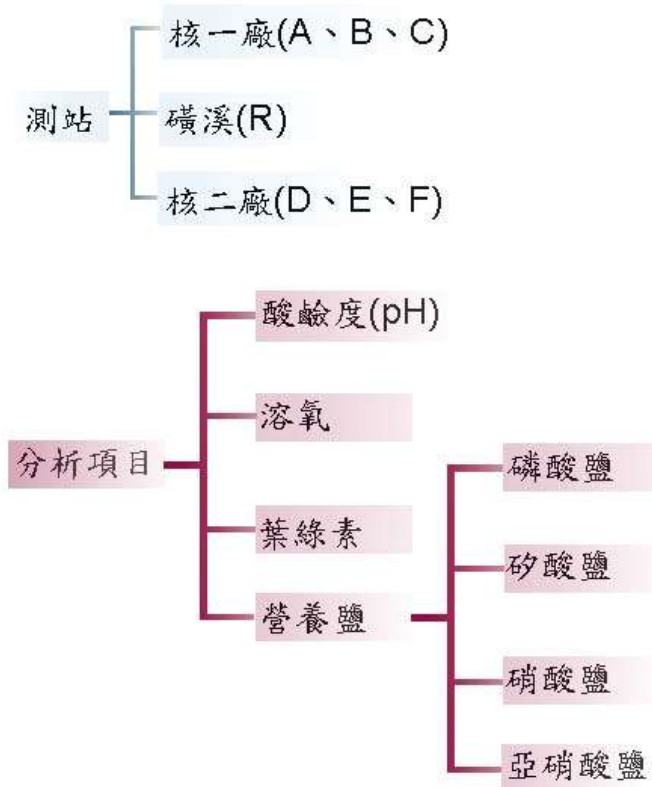 核一廠(A、B、C)
測站
磺溪(R)
核二廠(D、E、F)
酸鹼度(pH)
溶氧
分析項目
葉綠素
營養鹽
磷酸鹽
矽酸鹽
硝酸鹽
亞硝酸鹽